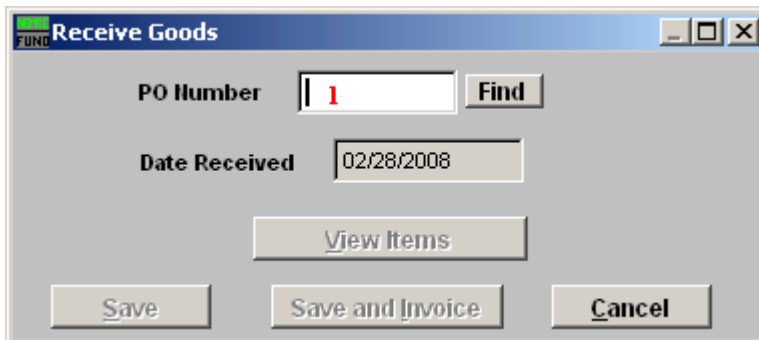 FUND Receive Goods
PO Number 1 Find
Date Received 02/28/2008
View Items
Save Save and Invoice Cancel